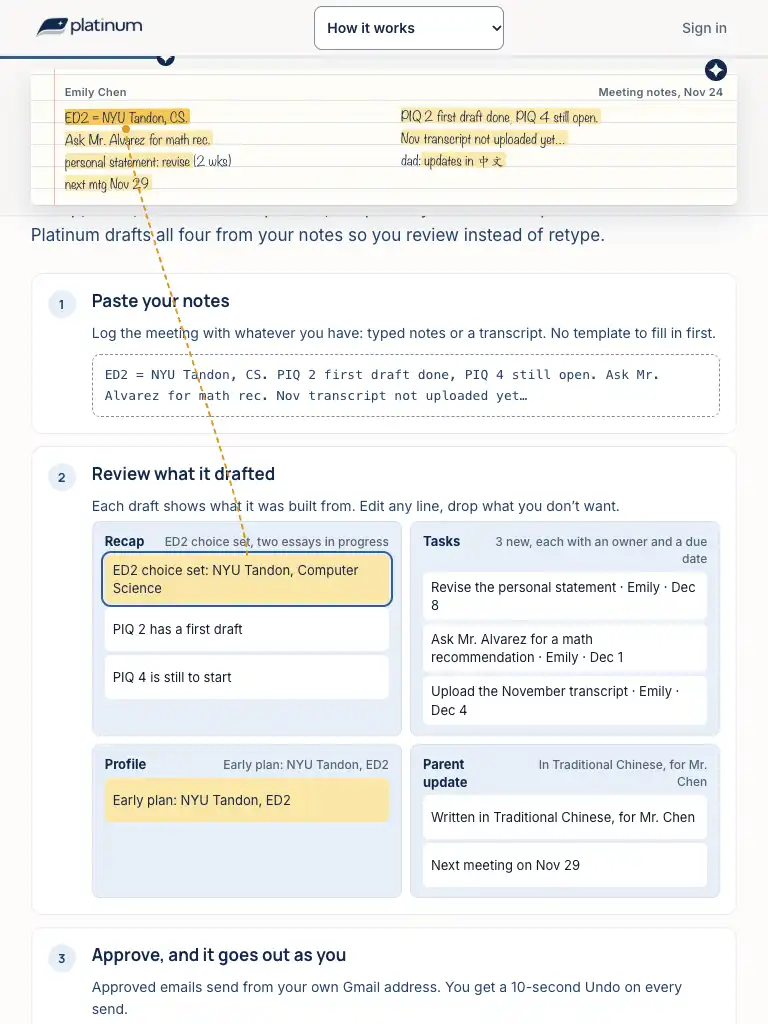 platinum
How it works
Sign in
Emily Chen
Meeting notes, Nov 24
ED2 = NYU Tandon, CS.
Ask Mr. Alvarez for math rec.
personal statement: revise (2 wks)
next mtg Nov 29
PIQ 2 first draft done, PIQ 4 still open.
Nov transcript not uploaded yet...
dad: updates in 中文
Platinum drafts all four from your notes so you review instead of retype.
1
Paste your notes
Log the meeting with whatever you have: typed notes or a transcript. No template to fill in first.
ED2 = NYU Tandon, CS. PIQ 2 first draft done, PIQ 4 still open. Ask Mr.
Alvarez for math rec. Nov transcript not uploaded yet…
2
Review what it drafted
Each draft shows what it was built from. Edit any line, drop what you don’t want.
Recap
ED2 choice set, two essays in progress
ED2 choice set: NYU Tandon, Computer
Science
PIQ 2 has a first draft
PIQ 4 is still to start
Tasks
3 new, each with an owner and a due
date
Revise the personal statement · Emily · Dec
8
Ask Mr. Alvarez for a math
recommendation · Emily · Dec 1
Upload the November transcript · Emily ·
Dec 4
Profile
Early plan: NYU Tandon, ED2
Early plan: NYU Tandon, ED2
Parent
update
In Traditional Chinese, for Mr.
Chen
Written in Traditional Chinese, for Mr. Chen
Next meeting on Nov 29
3
Approve, and it goes out as you
Approved emails send from your own Gmail address. You get a 10-second Undo on every
send.